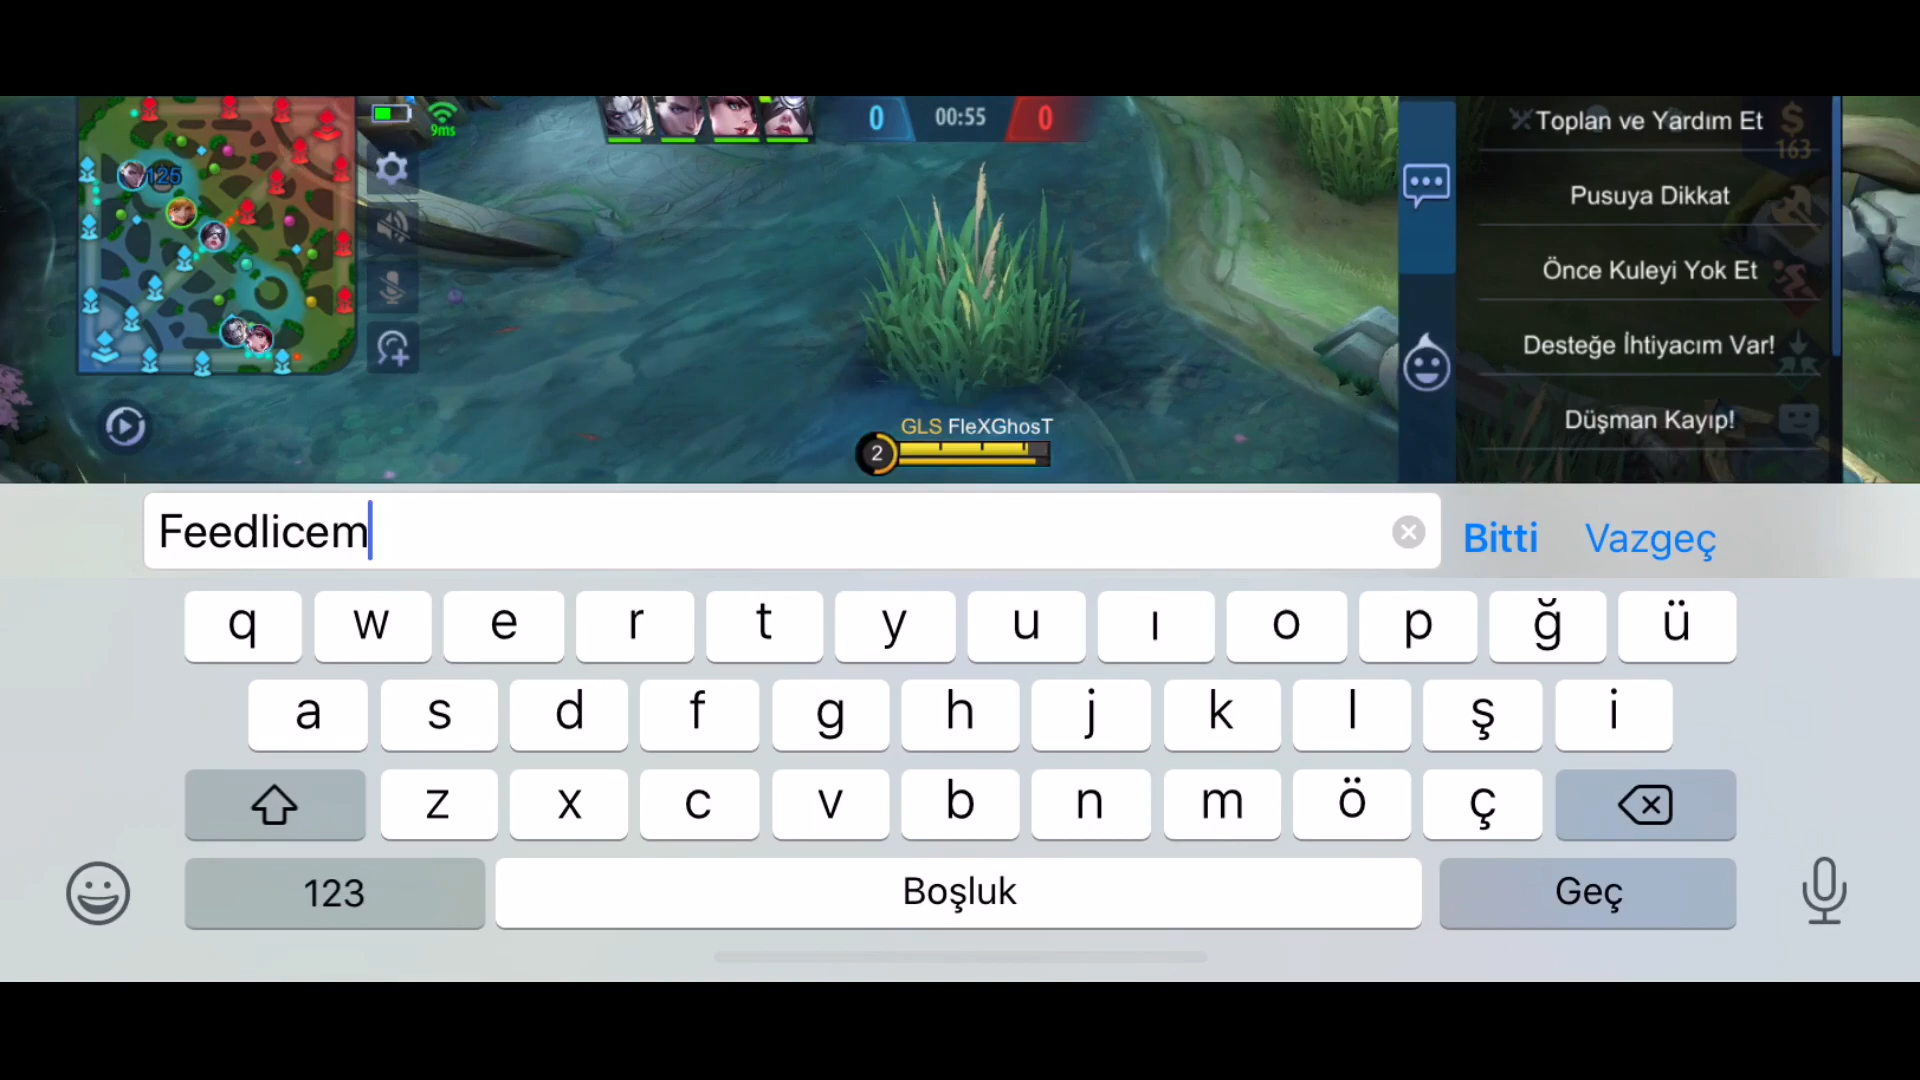 125
9ms
0
00:55
0
Toplan ve Yardım Et
163
Pusuya Dikkat
Önce Kuleyi Yok Et
Desteğe İhtiyacım Var!
Düşman Kayıp!
GLS FleXGhosT
2
Feedlicem
Bitti
Vazgeç
q w e r t y u ı o p ğ ü
a s d f g h j k l ş i
z x c v b n m ö ç
123
Boşluk
Geç